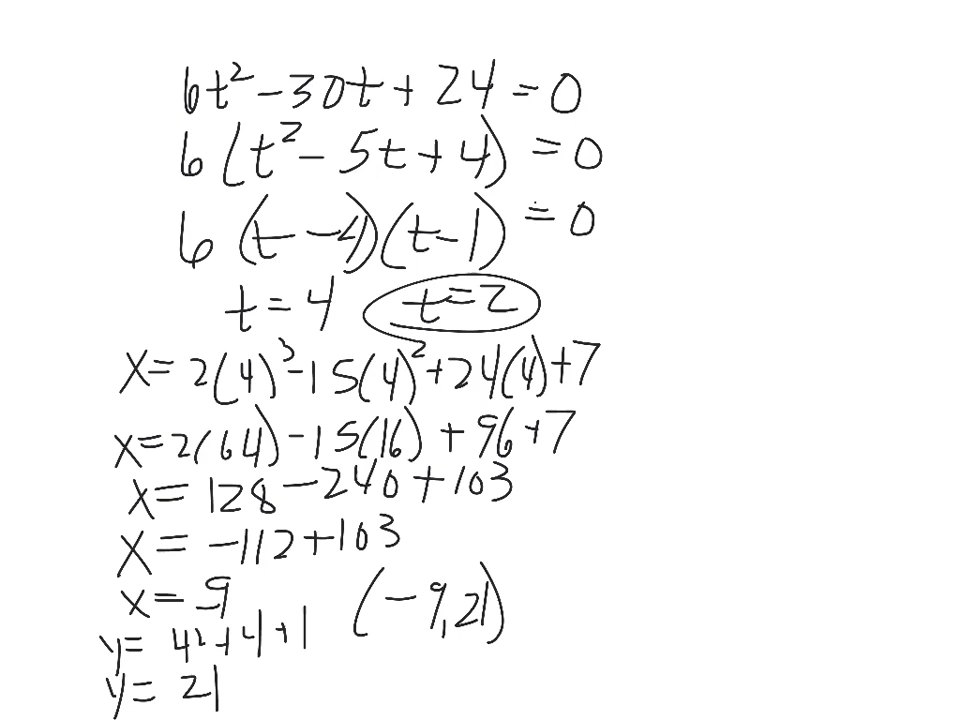 6t² - 30t + 24 = 0
6(t² - 5t + 4) = 0
6(t - 4)(t - 1) = 0
t = 4 t = 2
x = 2(4)³ - 15(4)² + 24(4) + 7
x = 2(64) - 15(16) + 96 + 7
x = 128 - 240 + 103
x = -112 + 103
x = -9
(-9, 21)
y = 4² + 4 + 1
y = 21